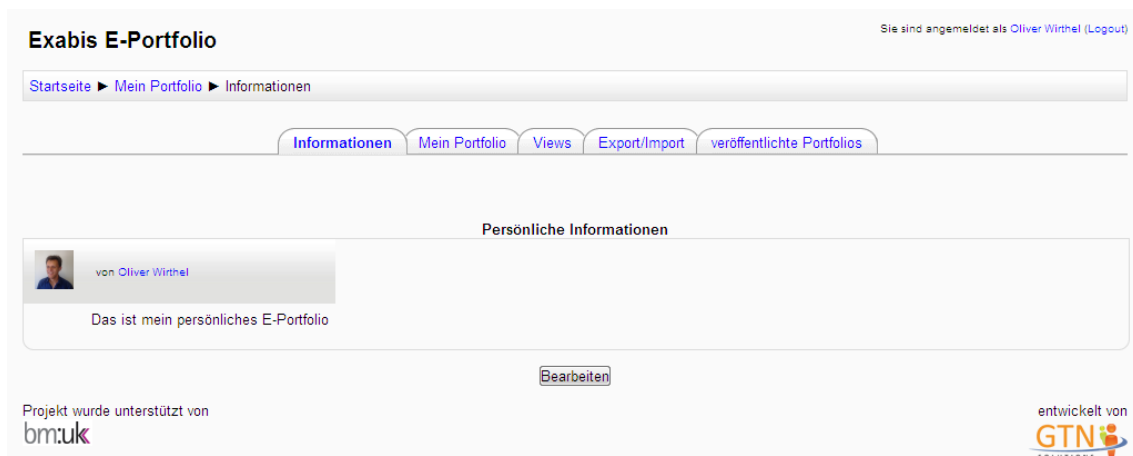 Exabis E-Portfolio
Sie sind angemeldet als Oliver Wirthel (Logout)
Startseite ► Mein Portfolio ► Informationen
Informationen Mein Portfolio Views Export/Import veröffentlichte Portfolios
Persönliche Informationen
von Oliver Wirthel
Das ist mein persönliches E-Portfolio
Bearbeiten
Projekt wurde unterstützt von
bm:uk
entwickelt von
GTN